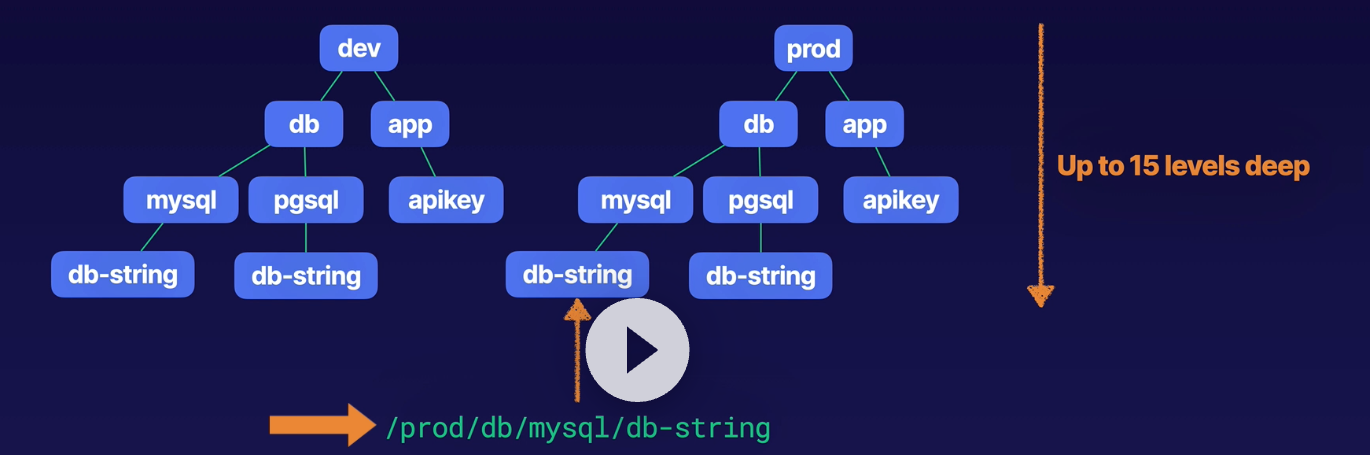 dev
prod
db
app
db
app
Up to 15 levels deep
mysql
pgsql
apikey
mysql
pgsql
apikey
db-string
db-string
db-string
db-string
/prod/db/mysql/db-string